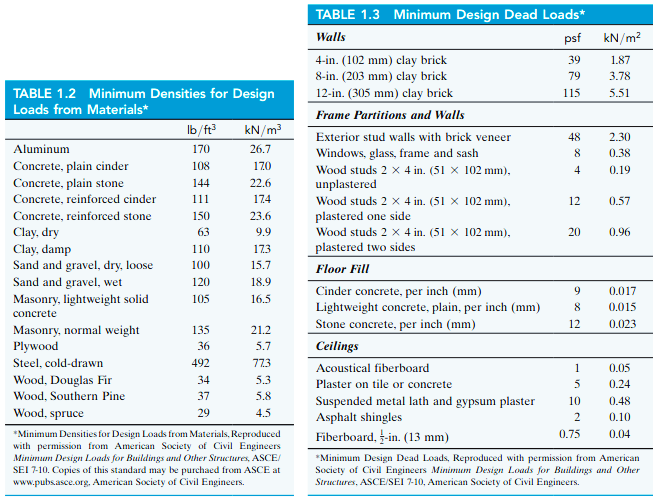 TABLE 1.2 Minimum Densities for Design
Loads from Materials*
lb/ft³ kN/m³
Aluminum 170 26.7
Concrete, plain cinder 108 17.0
Concrete, plain stone 144 22.6
Concrete, reinforced cinder 111 17.4
Concrete, reinforced stone 150 23.6
Clay, dry 63 9.9
Clay, damp 110 17.3
Sand and gravel, dry, loose 100 15.7
Sand and gravel, wet 120 18.9
Masonry, lightweight solid 105 16.5
concrete
Masonry, normal weight 135 21.2
Plywood 36 5.7
Steel, cold-drawn 492 77.3
Wood, Douglas Fir 34 5.3
Wood, Southern Pine 37 5.8
Wood, spruce 29 4.5
*Minimum Densities for Design Loads from Materials, Reproduced
with permission from American Society of Civil Engineers
Minimum Design Loads for Buildings and Other Structures, ASCE/
SEI 7-10. Copies of this standard may be purchaed from ASCE at
www.pubs.asce.org, American Society of Civil Engineers.
TABLE 1.3 Minimum Design Dead Loads*
Walls psf kN/m²
4-in. (102 mm) clay brick 39 1.87
8-in. (203 mm) clay brick 79 3.78
12-in. (305 mm) clay brick 115 5.51
Frame Partitions and Walls
Exterior stud walls with brick veneer 48 2.30
Windows, glass, frame and sash 8 0.38
Wood studs 2 × 4 in. (51 × 102 mm), 4 0.19
unplastered
Wood studs 2 × 4 in. (51 × 102 mm), 12 0.57
plastered one side
Wood studs 2 × 4 in. (51 × 102 mm), 20 0.96
plastered two sides
Floor Fill
Cinder concrete, per inch (mm) 9 0.017
Lightweight concrete, plain, per inch (mm) 8 0.015
Stone concrete, per inch (mm) 12 0.023
Ceilings
Acoustical fiberboard 1 0.05
Plaster on tile or concrete 5 0.24
Suspended metal lath and gypsum plaster 10 0.48
Asphalt shingles 2 0.10
Fiberboard, ½-in. (13 mm) 0.75 0.04
*Minimum Design Dead Loads, Reproduced with permission from American
Society of Civil Engineers Minimum Design Loads for Buildings and Other
Structures, ASCE/SEI 7-10, American Society of Civil Engineers.